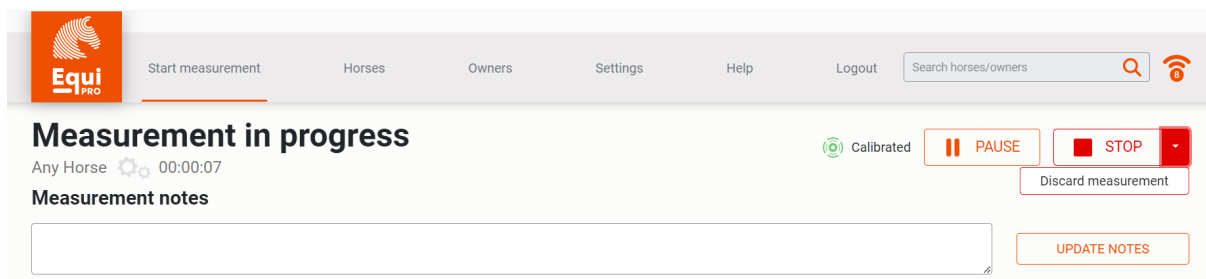 Equi
PRO
Start measurement Horses Owners Settings Help Logout Search horses/owners 8
Measurement in progress
Any Horse 00:00:07
Calibrated PAUSE STOP
Discard measurement
Measurement notes
UPDATE NOTES